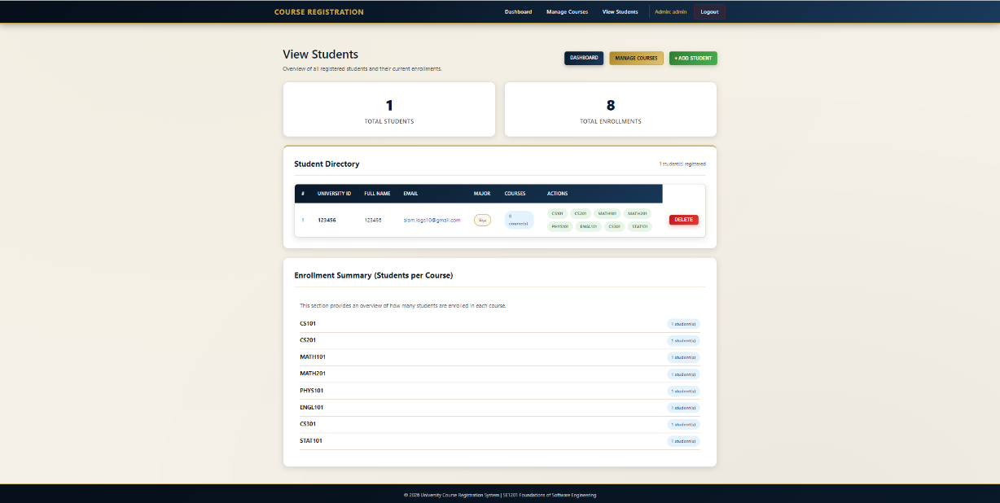 COURSE REGISTRATION Dashboard Manage Courses View Students Admin: admin Logout
View Students
DASHBOARD MANAGE COURSES + ADD STUDENT
Overview of all registered students and their current enrollments.
1 8
TOTAL STUDENTS TOTAL ENROLLMENTS
Student Directory 1 student(s) registered
# UNIVERSITY ID FULL NAME EMAIL MAJOR COURSES ACTIONS
CS101 CS201 MATH101 MATH201
1 123456 123456 alam.logs10@gmail.com 8 course(s) DELETE
PHYS101 ENGL101 CS301 STAT101
Enrollment Summary (Students per Course)
This section provides an overview of how many students are enrolled in each course.
CS101 1 student(s)
CS201 1 student(s)
MATH101 1 student(s)
MATH201 1 student(s)
PHYS101 1 student(s)
ENGL101 1 student(s)
CS301 1 student(s)
STAT101 1 student(s)
© 2026 University Course Registration System | SE1201 Foundations of Software Engineering